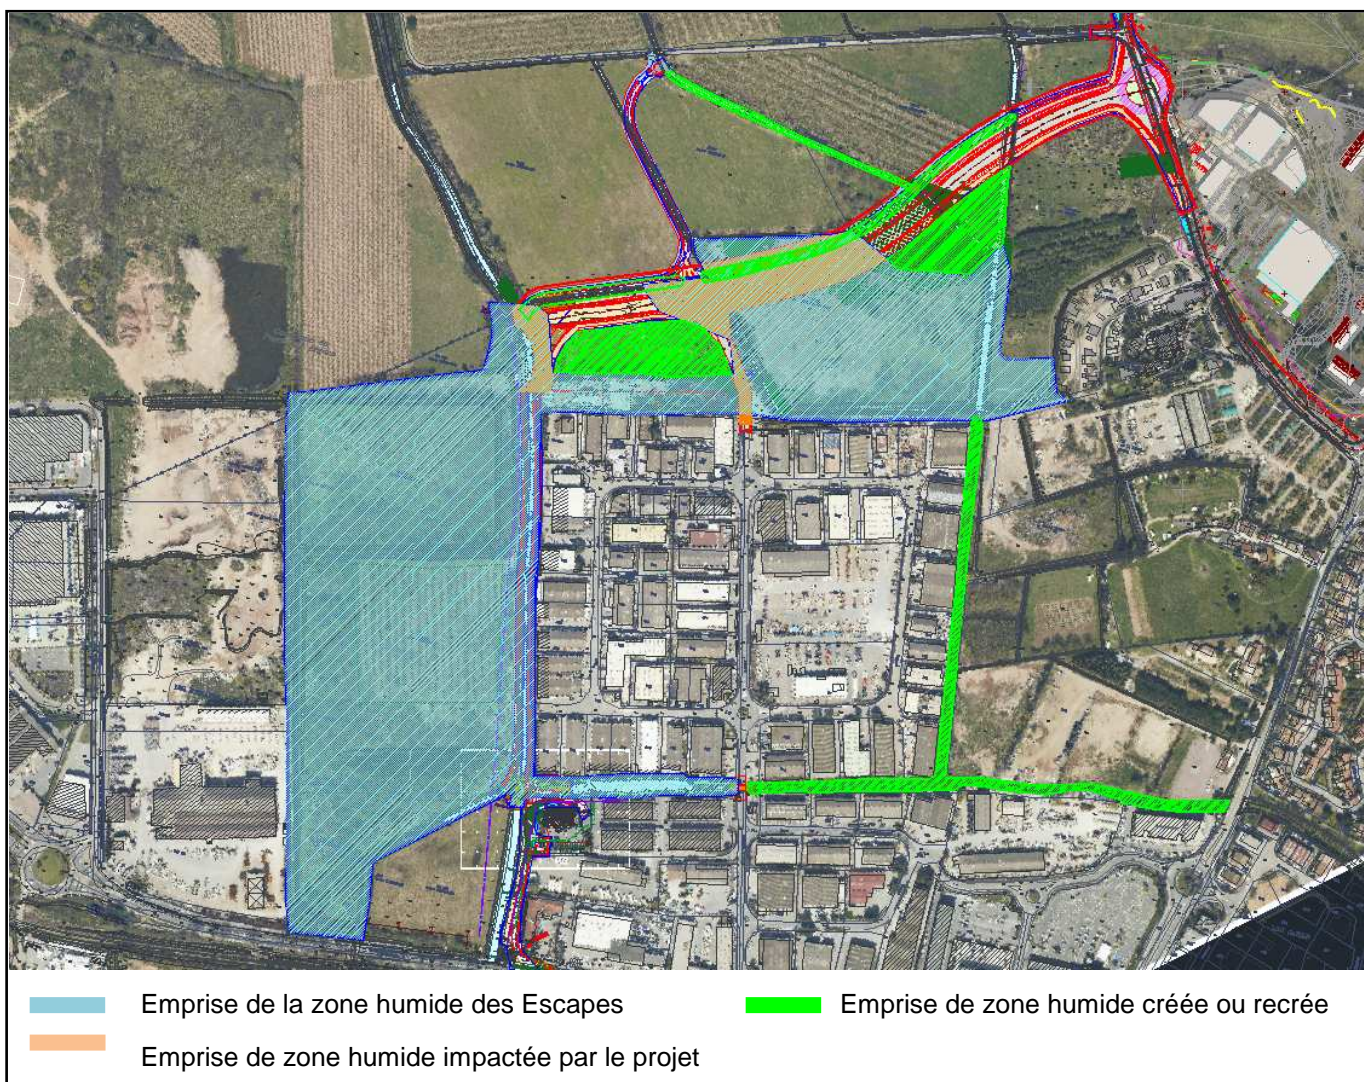 Emprise de la zone humide des Escapes
Emprise de zone humide créée ou recrée
Emprise de zone humide impactée par le projet